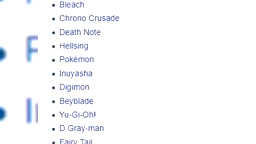 Bleach
Chrono Crusade
Death Note
Hellsing
Pokémon
Inuyasha
Digimon
Beyblade
Yu-Gi-Oh!
D.Gray-man
Fairy Tail